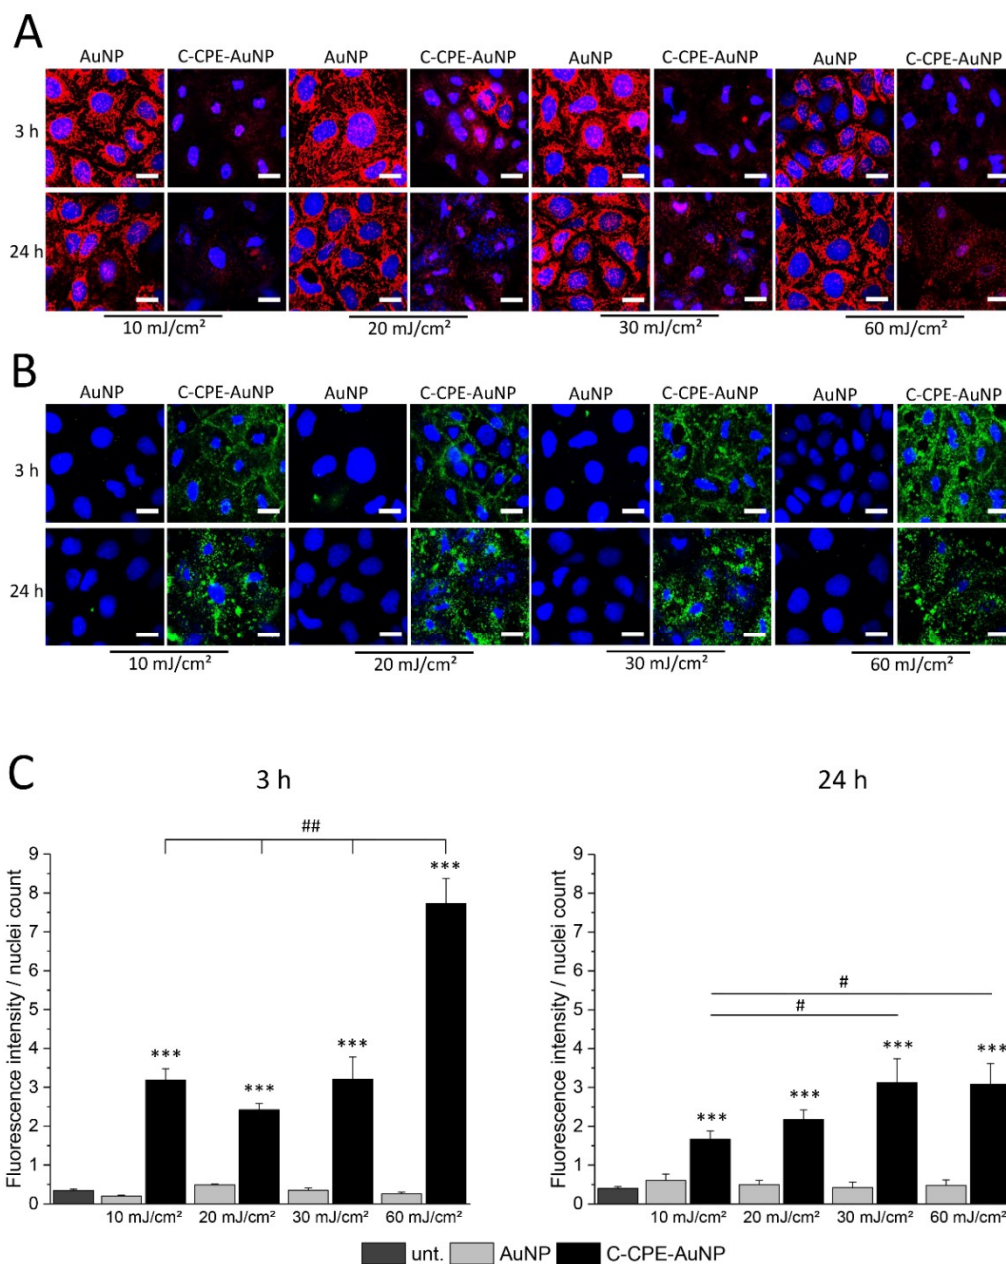 A
AuNP C-CPE-AuNP AuNP C-CPE-AuNP AuNP C-CPE-AuNP AuNP C-CPE-AuNP
3 h
24 h
10 mJ/cm² 20 mJ/cm² 30 mJ/cm² 60 mJ/cm²
B
AuNP C-CPE-AuNP AuNP C-CPE-AuNP AuNP C-CPE-AuNP AuNP C-CPE-AuNP
3 h
24 h
10 mJ/cm² 20 mJ/cm² 30 mJ/cm² 60 mJ/cm²
C
3 h
##
Fluorescence intensity / nuclei count
9
8
7
6
5
4
3
2
1
0
*** *** *** ***
10 mJ/cm² 20 mJ/cm² 30 mJ/cm² 60 mJ/cm²
24 h
#
#
Fluorescence intensity / nuclei count
9
8
7
6
5
4
3
2
1
0
*** *** *** ***
10 mJ/cm² 20 mJ/cm² 30 mJ/cm² 60 mJ/cm²
unt. AuNP C-CPE-AuNP